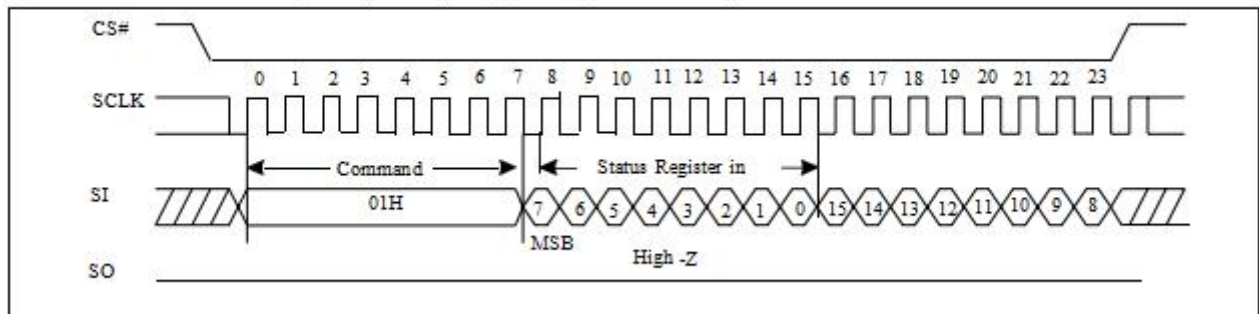 CS#
0 1 2 3 4 5 6 7 8 9 10 11 12 13 14 15 16 17 18 19 20 21 22 23
SCLK
Command Status Register in
SI
01H 7 6 5 4 3 2 1 0 15 14 13 12 11 10 9 8
MSB High -Z
SO